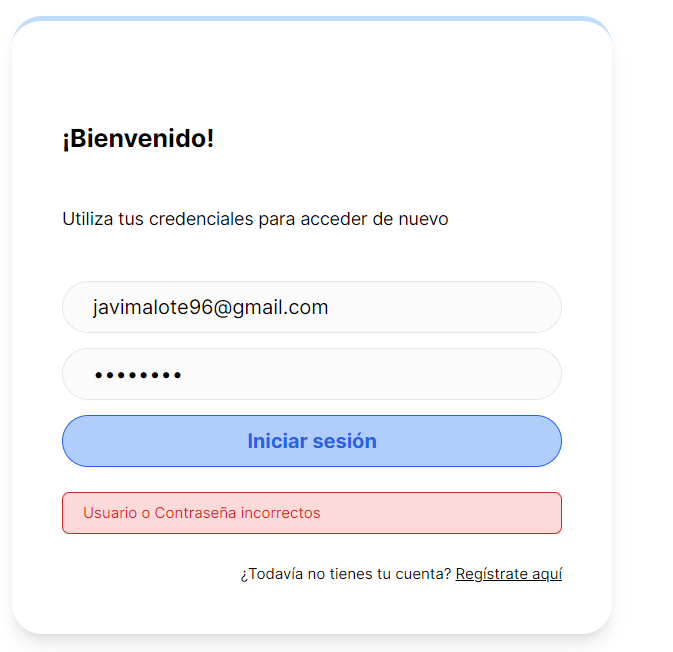 ¡Bienvenido!
Utiliza tus credenciales para acceder de nuevo
javimalote96@gmail.com
••••••••
Iniciar sesión
Usuario o Contraseña incorrectos
¿Todavía no tienes tu cuenta? Regístrate aquí